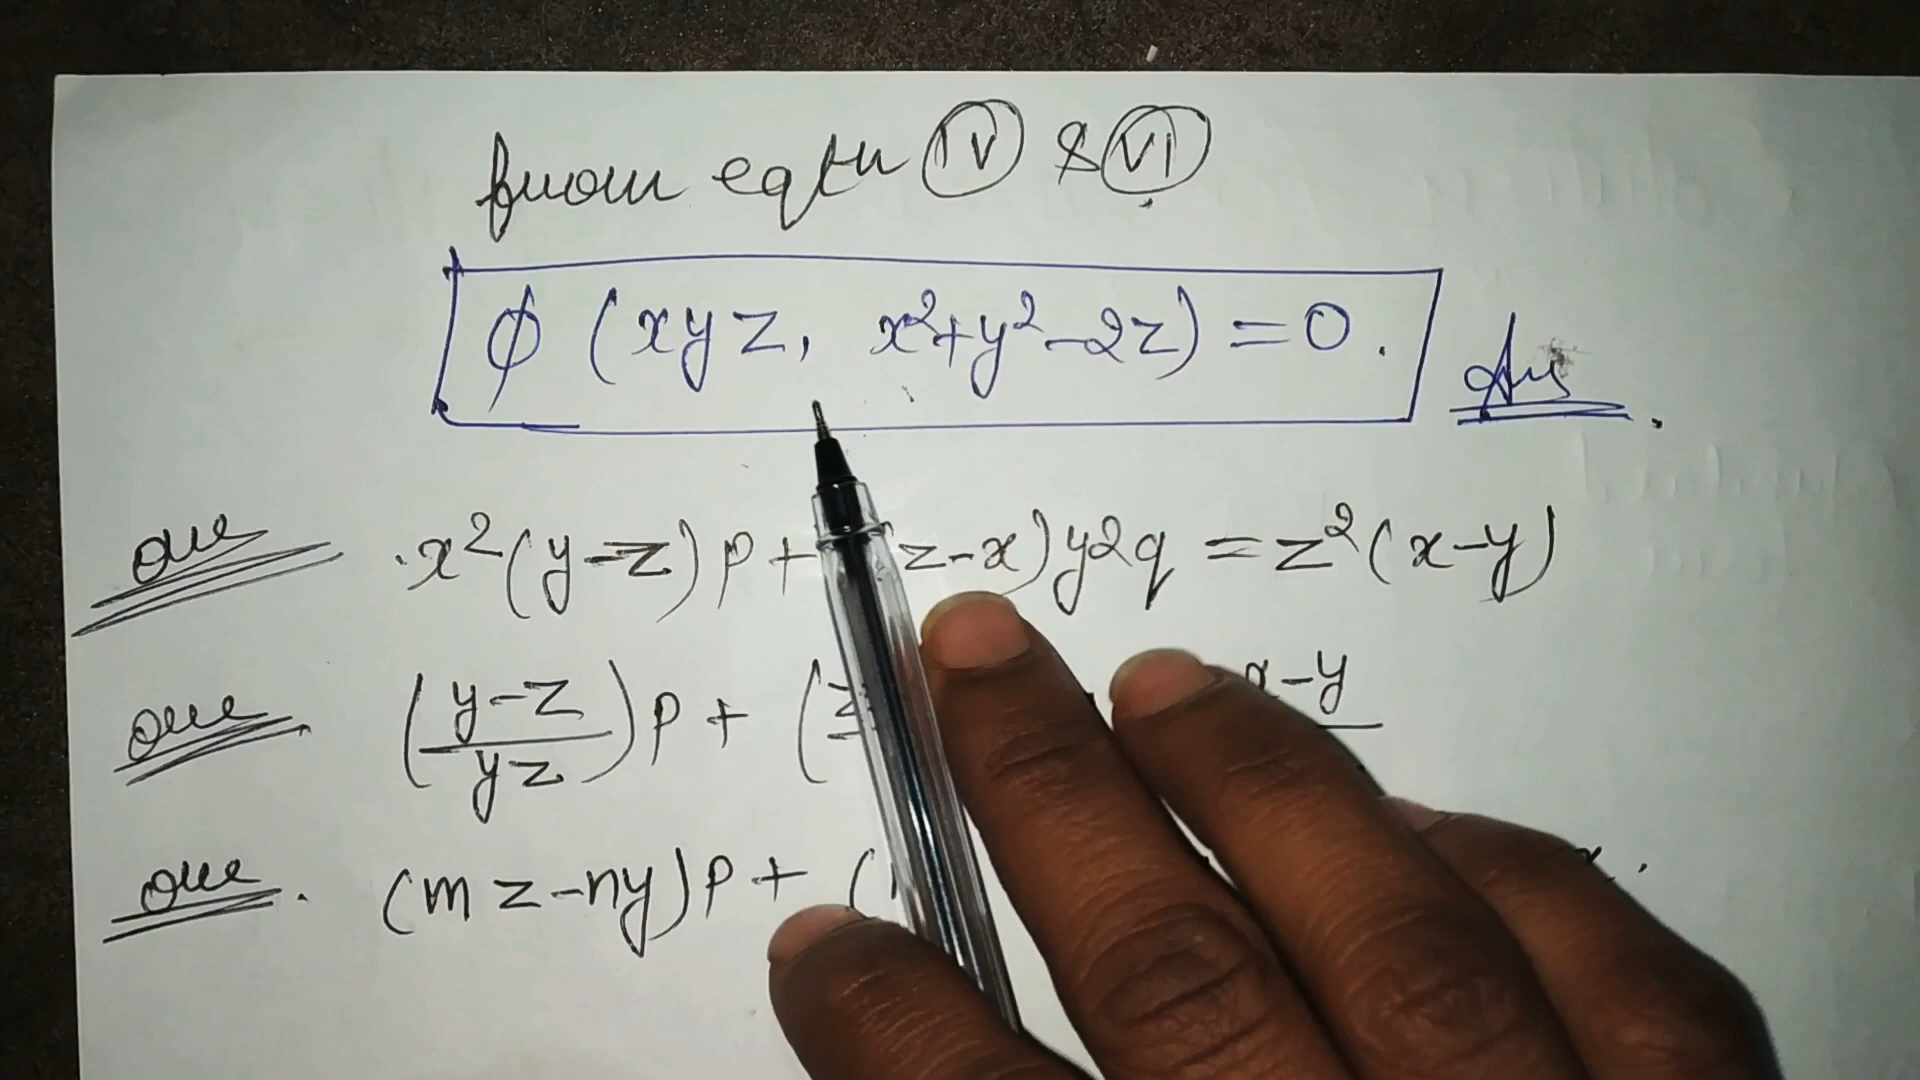 from eqtn (IV) & (VI)
ϕ (xyz, x²+y²-2z) = 0. Ans.
Que x²(y-z)p + (z-x)y2q = z²(x-y)
Que. (y-z/yz)p + ( x-y
Que. (mz-ny)p + (